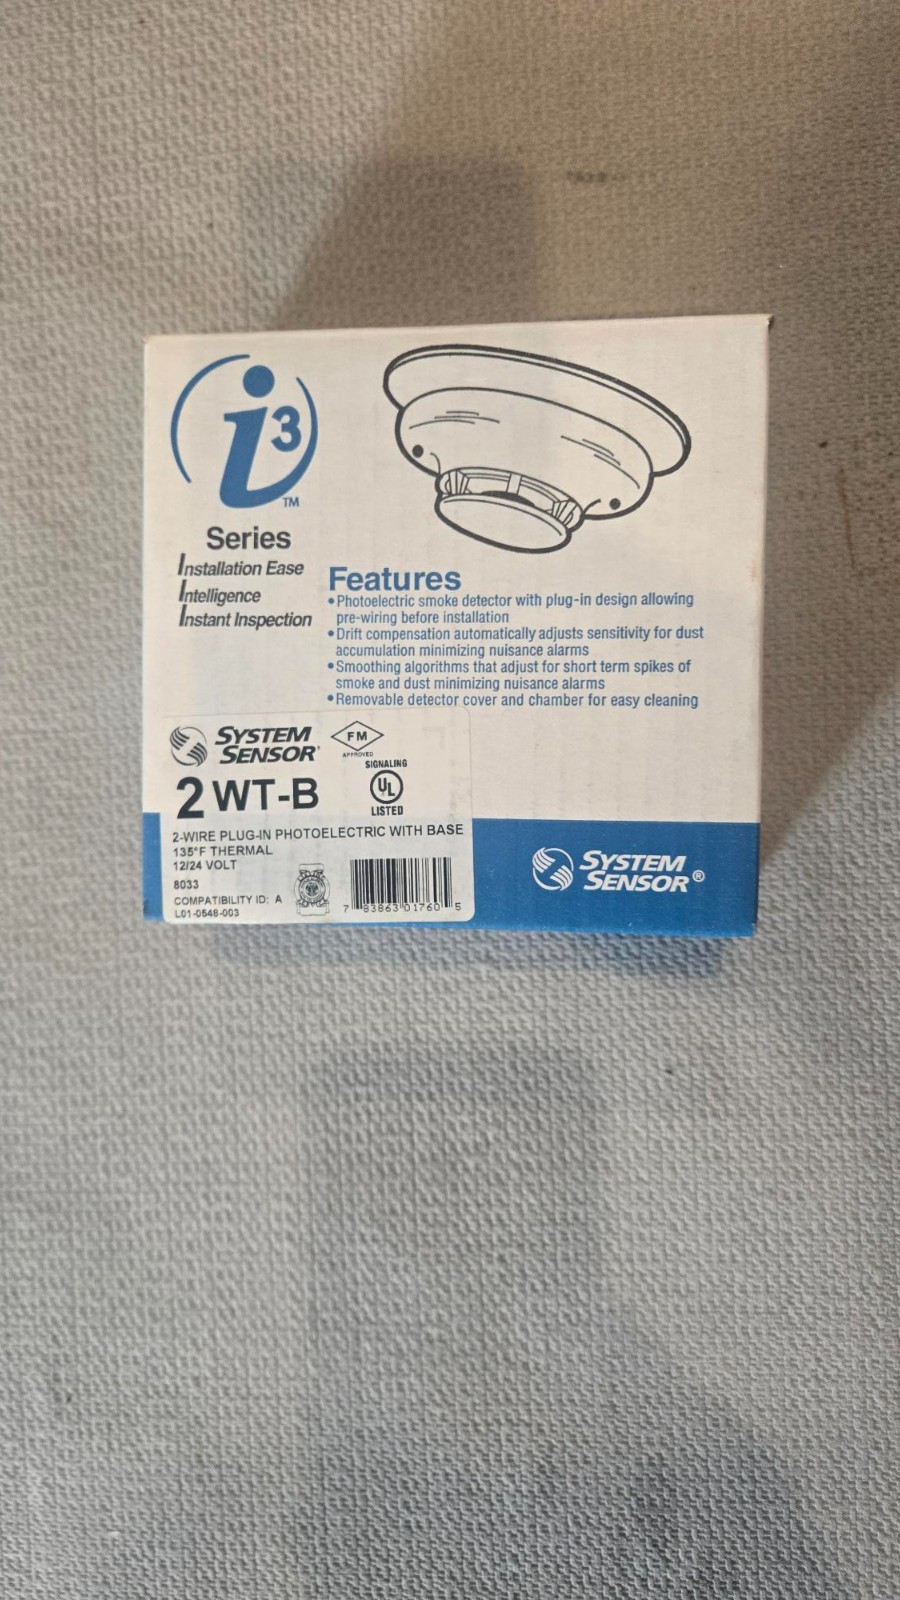 i3™
Series
Installation Ease
Intelligence
Instant Inspection
Features
•Photoelectric smoke detector with plug-in design allowing
pre-wiring before installation
•Drift compensation automatically adjusts sensitivity for dust
accumulation minimizing nuisance alarms
•Smoothing algorithms that adjust for short term spikes of
smoke and dust minimizing nuisance alarms
•Removable detector cover and chamber for easy cleaning
SYSTEM
SENSOR®
FM
APPROVED
2WT-B
SIGNALING
UL
LISTED
2-WIRE PLUG-IN PHOTOELECTRIC WITH BASE
135°F THERMAL
12/24 VOLT
8033
COMPATIBILITY ID: A
L01-0548-003
7 83863 01760 5
SYSTEM
SENSOR®